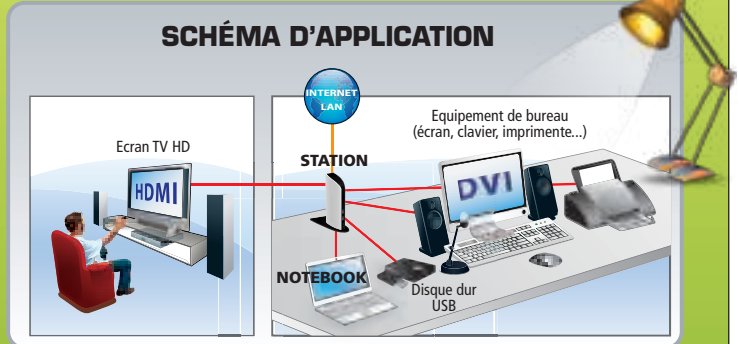 SCHÉMA D'APPLICATION
INTERNET
LAN
Ecran TV HD
Equipement de bureau
(écran, clavier, imprimente...)
STATION
HDMI
DVI
NOTEBOOK
Disque dur
USB